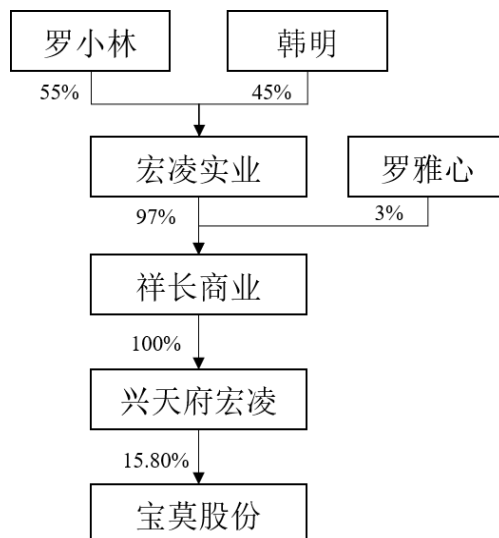 罗小林
韩明
55%
45%
宏凌实业
罗雅心
97%
3%
祥长商业
100%
兴天府宏凌
15.80%
宝莫股份